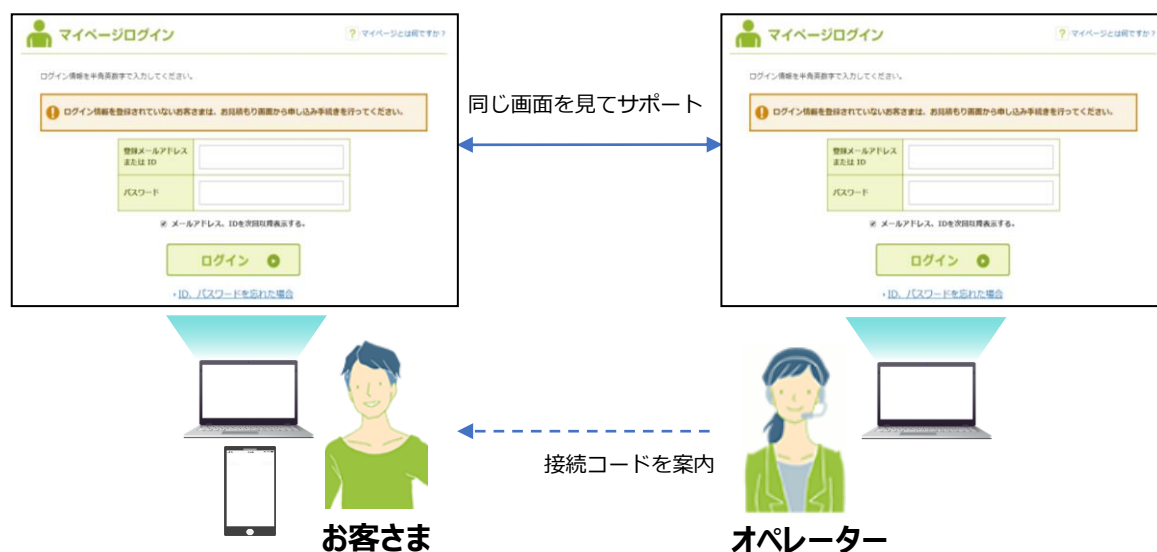 マイページログイン
? マイページとは何ですか?
ログイン情報を半角英数字で入力してください。
ログイン情報を登録されていないお客さまは、お見積もり画面から申し込み手続きを行ってください。
登録メールアドレス
または ID
パスワード
メールアドレス、IDを次回以降表示する。
ログイン
ID、パスワードを忘れた場合
同じ画面を見てサポート
マイページログイン
? マイページとは何ですか?
ログイン情報を半角英数字で入力してください。
ログイン情報を登録されていないお客さまは、お見積もり画面から申し込み手続きを行ってください。
登録メールアドレス
または ID
パスワード
メールアドレス、IDを次回以降表示する。
ログイン
ID、パスワードを忘れた場合
接続コードを案内
お客さま
オペレーター